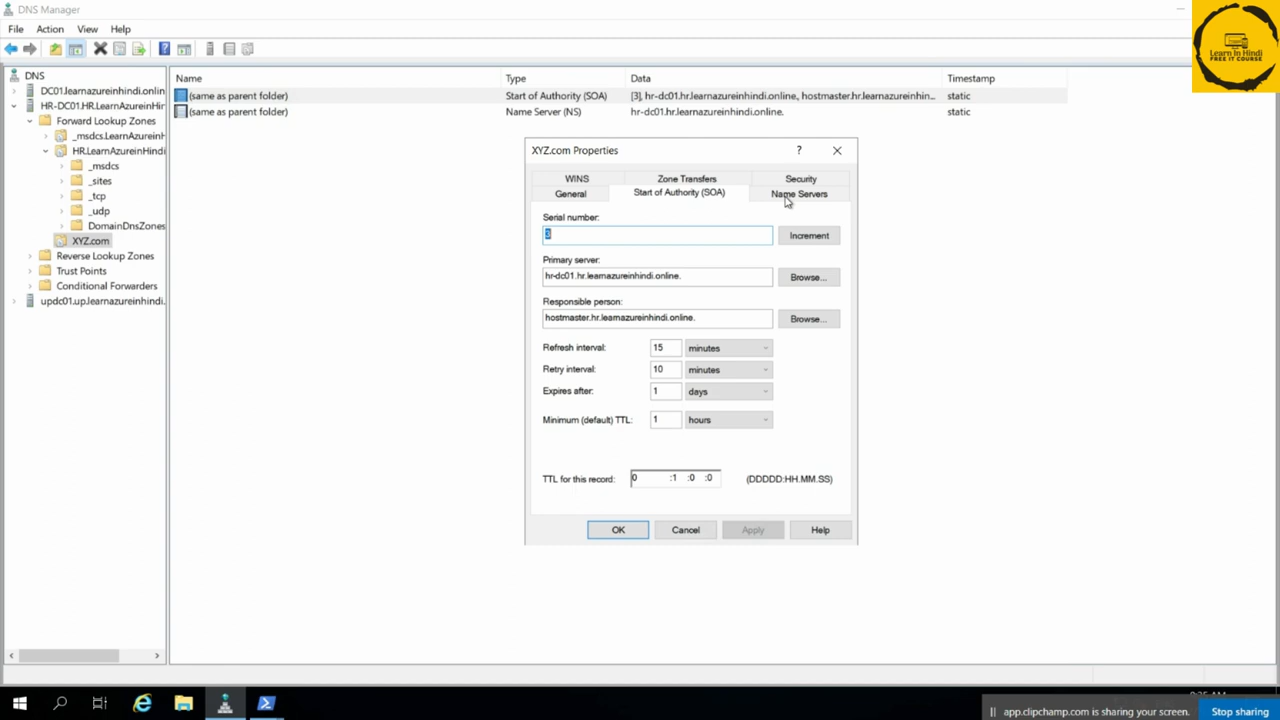 DNS Manager
File Action View Help
Learn In Hindi
FREE IT COURSE
DNS
DC01.learnazureinhindi.onlin
HR-DC01.HR.LearnAzureinHir
Forward Lookup Zones
_msdcs.LearnAzureinH
HR.LearnAzureinHindi
_msdcs
_sites
_tcp
_udp
DomainDnsZones
XYZ.com
Reverse Lookup Zones
Trust Points
Conditional Forwarders
updc01.up.learnazureinhindi.
Name Type Data Timestamp
(same as parent folder) Start of Authority (SOA) [3], hr-dc01.hr.learnazureinhindi.online., hostmaster.hr.learnazureinhin... static
(same as parent folder) Name Server (NS) hr-dc01.hr.learnazureinhindi.online. static
XYZ.com Properties ?
WINS Zone Transfers Security
General Start of Authority (SOA) Name Servers
Serial number:
3 Increment
Primary server:
hr-dc01.hr.learnazureinhindi.online. Browse...
Responsible person:
hostmaster.hr.learnazureinhindi.online. Browse...
Refresh interval: 15 minutes
Retry interval: 10 minutes
Expires after: 1 days
Minimum (default) TTL: 1 hours
TTL for this record: 0 :1 :0 :0 (DDDDD:HH.MM.SS)
OK Cancel Apply Help
app.clipchamp.com is sharing your screen. Stop sharing